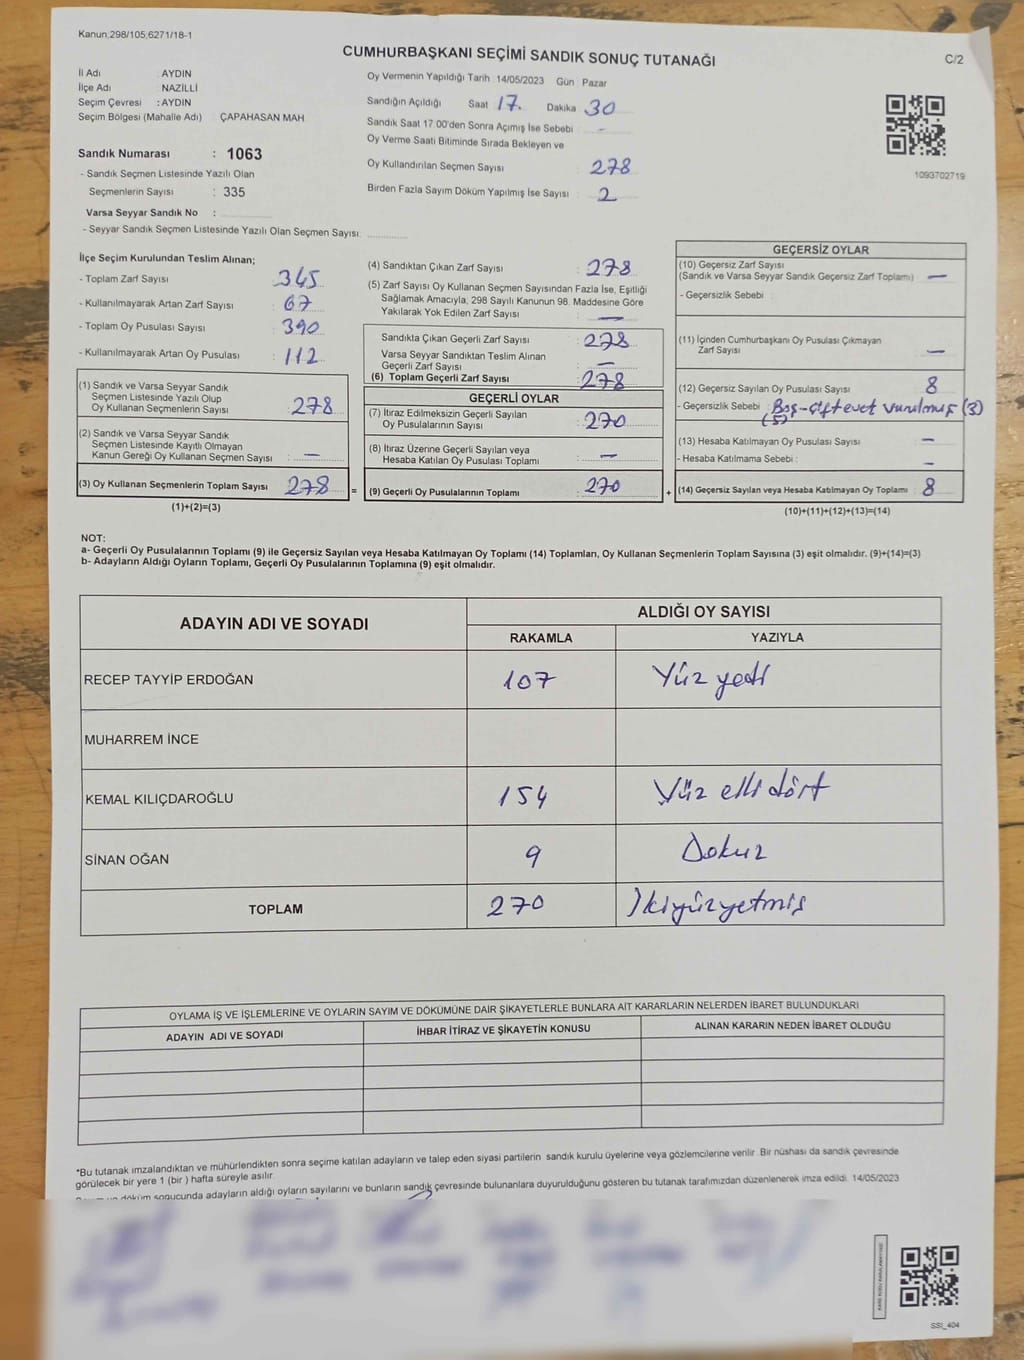 Kanun,298/105,6271/18-1
CUMHURBAŞKANI SEÇİMİ SANDIK SONUÇ TUTANAĞI
C/2
İl Adı : AYDIN
İlçe Adı : NAZİLLİ
Seçim Çevresi : AYDIN
Seçim Bölgesi (Mahalle Adı) ÇAPAHASAN MAH.
Sandık Numarası : 1063
- Sandık Seçmen Listesinde Yazılı Olan
Seçmenlerin Sayısı : 335
Varsa Seyyar Sandık No :
- Seyyar Sandık Seçmen Listesinde Yazılı Olan Seçmen Sayısı:
Oy Vermenin Yapıldığı Tarih :14/05/2023 Gün : Pazar
Sandığın Açıldığı Saat 17. Dakika 30
Sandık Saat 17:00'den Sonra Açımış İse Sebebi : –
Oy Verme Saati Bitiminde Sırada Bekleyen ve
Oy Kullandırılan Seçmen Sayısı : 278
Birden Fazla Sayım Döküm Yapılmış İse Sayısı : 2
1093702719
İlçe Seçim Kurulundan Teslim Alınan;
- Toplam Zarf Sayısı : 345
- Kullanılmayarak Artan Zarf Sayısı : 67
- Toplam Oy Pusulası Sayısı : 390
- Kullanılmayarak Artan Oy Pusulası : 112
(1) Sandık ve Varsa Seyyar Sandık
Seçmen Listesinde Yazılı Olup
Oy Kullanan Seçmenlerin Sayısı : 278
(2) Sandık ve Varsa Seyyar Sandık
Seçmen Listesinde Kayıtlı Olmayan
Kanun Gereği Oy Kullanan Seçmen Sayısı : –
(3) Oy Kullanan Seçmenlerin Toplam Sayısı : 278
(1)+(2)=(3)
=
(4) Sandıktan Çıkan Zarf Sayısı : 278
(5) Zarf Sayısı Oy Kullanan Seçmen Sayısından Fazla İse, Eşitliği
Sağlamak Amacıyla, 298 Sayılı Kanunun 98. Maddesine Göre
Yakılarak Yok Edilen Zarf Sayısı : –
Sandıkta Çıkan Geçerli Zarf Sayısı : 278
Varsa Seyyar Sandıktan Teslim Alınan
Geçerli Zarf Sayısı : –
(6) Toplam Geçerli Zarf Sayısı : 278
GEÇERLİ OYLAR
(7) İtiraz Edilmeksizin Geçerli Sayılan
Oy Pusulalarının Sayısı : 270
(8) İtiraz Üzerine Geçerli Sayılan veya
Hesaba Katılan Oy Pusulası Toplamı : –
(9) Geçerli Oy Pusulalarının Toplamı : 270
+
GEÇERSİZ OYLAR
(10) Geçersiz Zarf Sayısı
(Sandık ve Varsa Seyyar Sandık Geçersiz Zarf Toplamı) : –
- Geçersizlik Sebebi :
(11) İçinden Cumhurbaşkanı Oy Pusulası Çıkmayan
Zarf Sayısı : –
(12) Geçersiz Sayılan Oy Pusulası Sayısı : 8
- Geçersizlik Sebebi : Boş-çift evet vurulmuş (3)
(5)
(13) Hesaba Katılmayan Oy Pusulası Sayısı : –
- Hesaba Katılmama Sebebi : –
(14) Geçersiz Sayılan veya Hesaba Katılmayan Oy Toplamı : 8
(10)+(11)+(12)+(13)=(14)
NOT:
a- Geçerli Oy Pusulalarının Toplamı (9) ile Geçersiz Sayılan veya Hesaba Katılmayan Oy Toplamı (14) Toplamları, Oy Kullanan Seçmenlerin Toplam Sayısına (3) eşit olmalıdır. (9)+(14)=(3)
b- Adayların Aldığı Oyların Toplamı, Geçerli Oy Pusulalarının Toplamına (9) eşit olmalıdır.
ADAYIN ADI VE SOYADI
ALDIĞI OY SAYISI
RAKAMLA YAZIYLA
RECEP TAYYİP ERDOĞAN 107 Yüz yedi
MUHARREM İNCE
KEMAL KILIÇDAROĞLU 154 Yüz elli dört
SİNAN OĞAN 9 Dokuz
TOPLAM 270 İkiyüzyetmiş
OYLAMA İŞ VE İŞLEMLERİNE VE OYLARIN SAYIM VE DÖKÜMÜNE DAİR ŞİKAYETLERLE BUNLARA AİT KARARLARIN NELERDEN İBARET BULUNDUKLARI
ADAYIN ADI VE SOYADI İHBAR İTİRAZ VE ŞİKAYETİN KONUSU ALINAN KARARIN NEDEN İBARET OLDUĞU
*Bu tutanak imzalandıktan ve mühürlendikten sonra seçime katılan adayların ve talep eden siyasi partilerin sandık kurulu üyelerine veya gözlemcilerine verilir. Bir nüshası da sandık çevresinde
görülecek bir yere 1 (bir) hafta süreyle asılır.
döküm sonucunda adayların aldığı oyların sayılarını ve bunların sandık çevresinde bulunanlara duyurulduğunu gösteren bu tutanak tarafımızdan düzenlenerek imza edildi. 14/05/2023
SSI_404